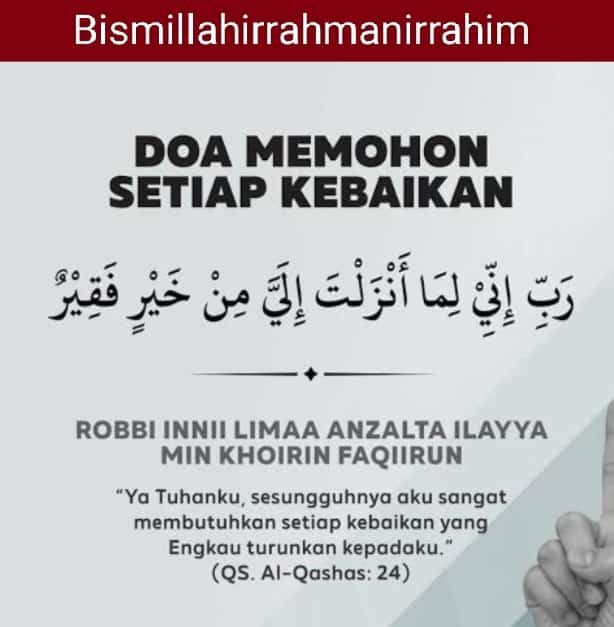 Bismillahirrahmanirrahim
DOA MEMOHON
SETIAP KEBAIKAN
رَبِّ إِنِّيْ لِمَا أَنْزَلْتَ إِلَيَّ مِنْ خَيْرٍ فَقِيْرٌ
ROBBI INNII LIMAA ANZALTA ILAYYA
MIN KHOIRIN FAQIIRUN
“Ya Tuhanku, sesungguhnya aku sangat
membutuhkan setiap kebaikan yang
Engkau turunkan kepadaku.”
(QS. Al-Qashas: 24)